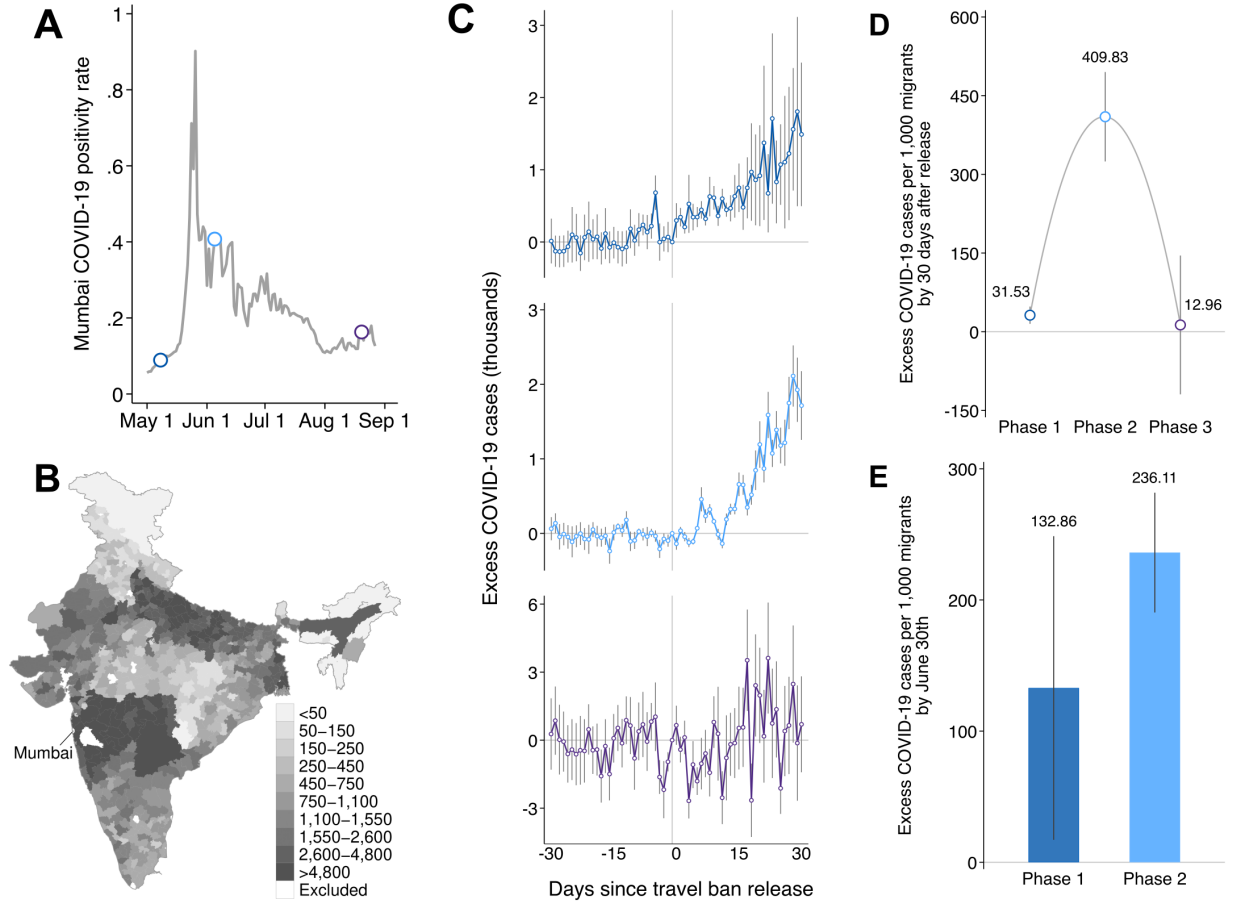 A
Mumbai COVID-19 positivity rate
1
.8
.6
.4
.2
0
May 1
Jun 1
Jul 1
Aug 1
Sep 1
B
Mumbai
<50
50–150
150–250
250–450
450–750
750–1,100
1,100–1,550
1,550–2,600
2,600–4,800
>4,800
Excluded
C
Excess COVID-19 cases (thousands)
3
2
1
0
3
2
1
0
6
3
0
-3
-30
-15
0
15
30
Days since travel ban release
D
Excess COVID-19 cases per 1,000 migrants
by 30 days after release
600
450
300
150
0
-150
31.53
409.83
12.96
Phase 1
Phase 2
Phase 3
E
Excess COVID-19 cases per 1,000 migrants
by June 30th
300
200
100
0
132.86
236.11
Phase 1
Phase 2